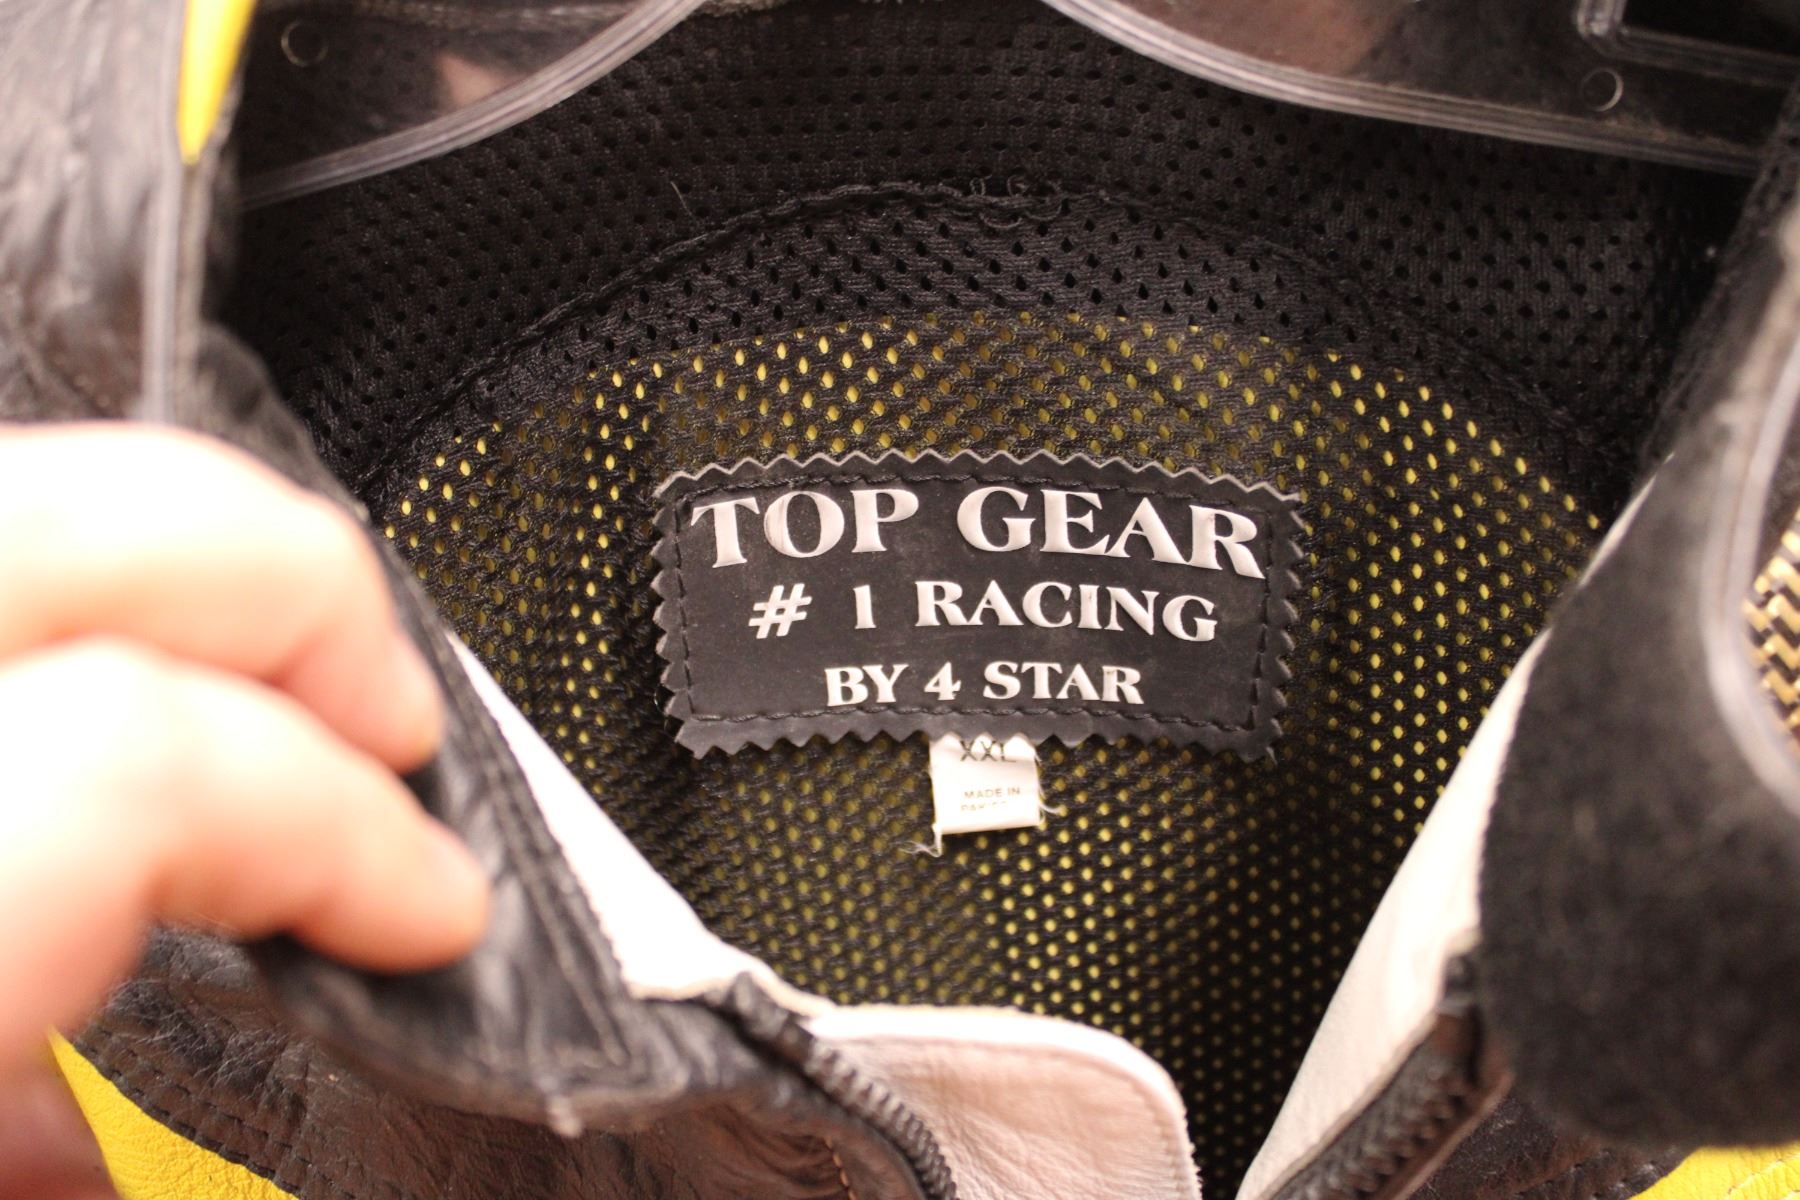 TOP GEAR
# 1 RACING
BY 4 STAR
XXL
MADE IN